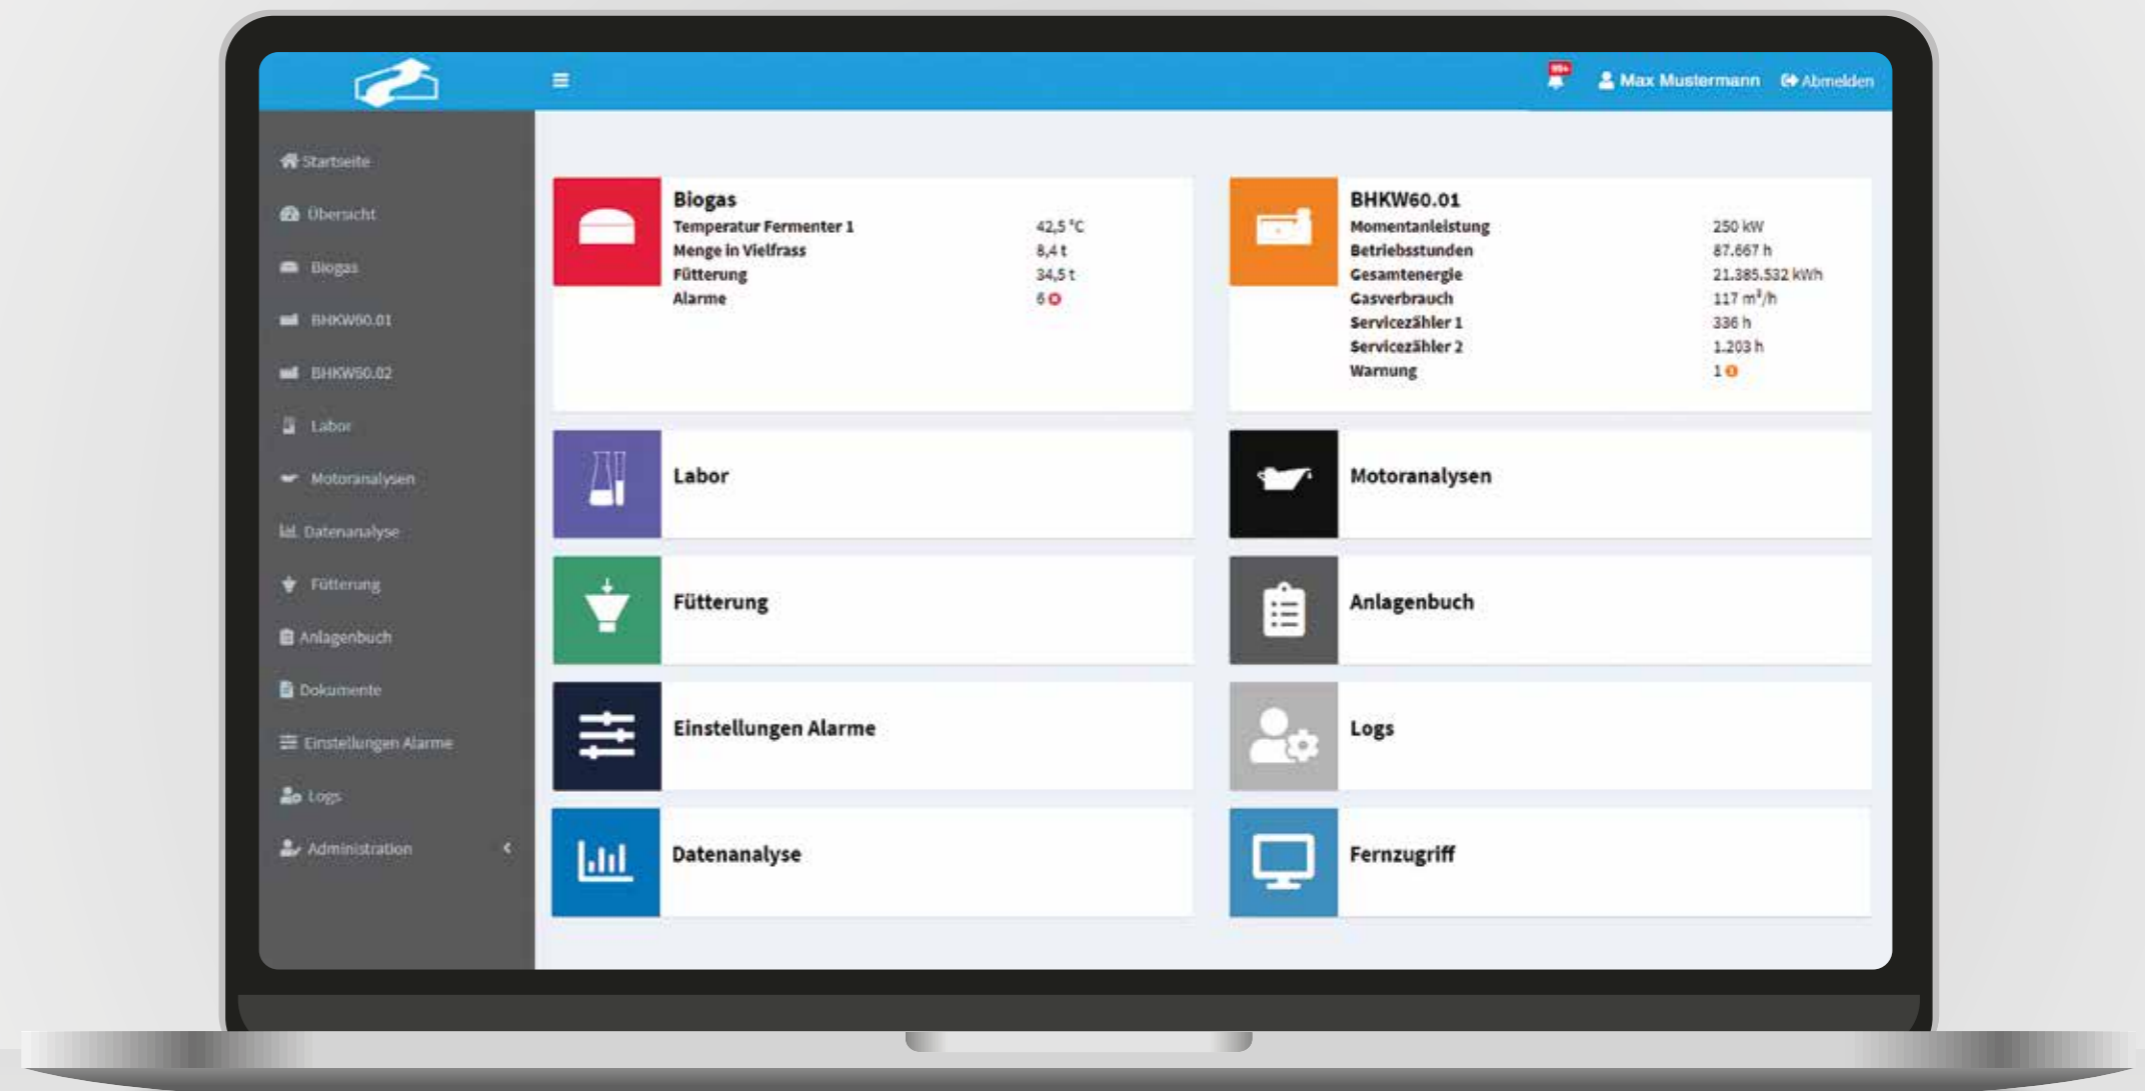 99+
Max Mustermann
Abmelden
Startseite
Übersicht
Biogas
BHKW60.01
BHKW60.02
Labor
Motoranalysen
Datenanalyse
Fütterung
Anlagenbuch
Dokumente
Einstellungen Alarme
Logs
Administration
Biogas
Temperatur Fermenter 1 42,5 °C
Menge in Vielfrass 8,4 t
Fütterung 34,5 t
Alarme 6
BHKW60.01
Momentanleistung 250 kW
Betriebsstunden 87.667 h
Gesamtenergie 21.385.532 kWh
Gasverbrauch 117 m³/h
Servicezähler 1 336 h
Servicezähler 2 1.203 h
Warnung 1
Labor
Motoranalysen
Fütterung
Anlagenbuch
Einstellungen Alarme
Logs
Datenanalyse
Fernzugriff